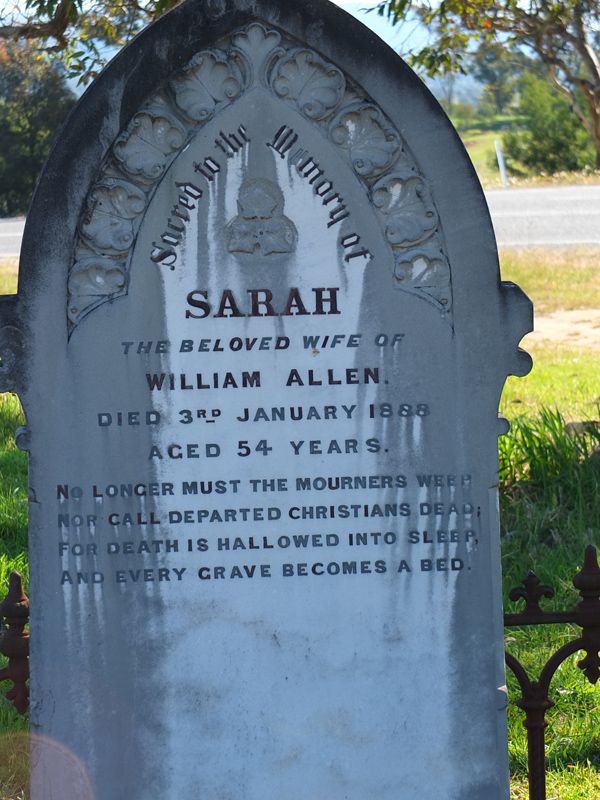 Sacred to the Memory of
SARAH
THE BELOVED WIFE OF
WILLIAM ALLEN.
DIED 3RD JANUARY 1888
AGED 54 YEARS.
NO LONGER MUST THE MOURNERS WEEP
NOR CALL DEPARTED CHRISTIANS DEAD;
FOR DEATH IS HALLOWED INTO SLEEP,
AND EVERY GRAVE BECOMES A BED.